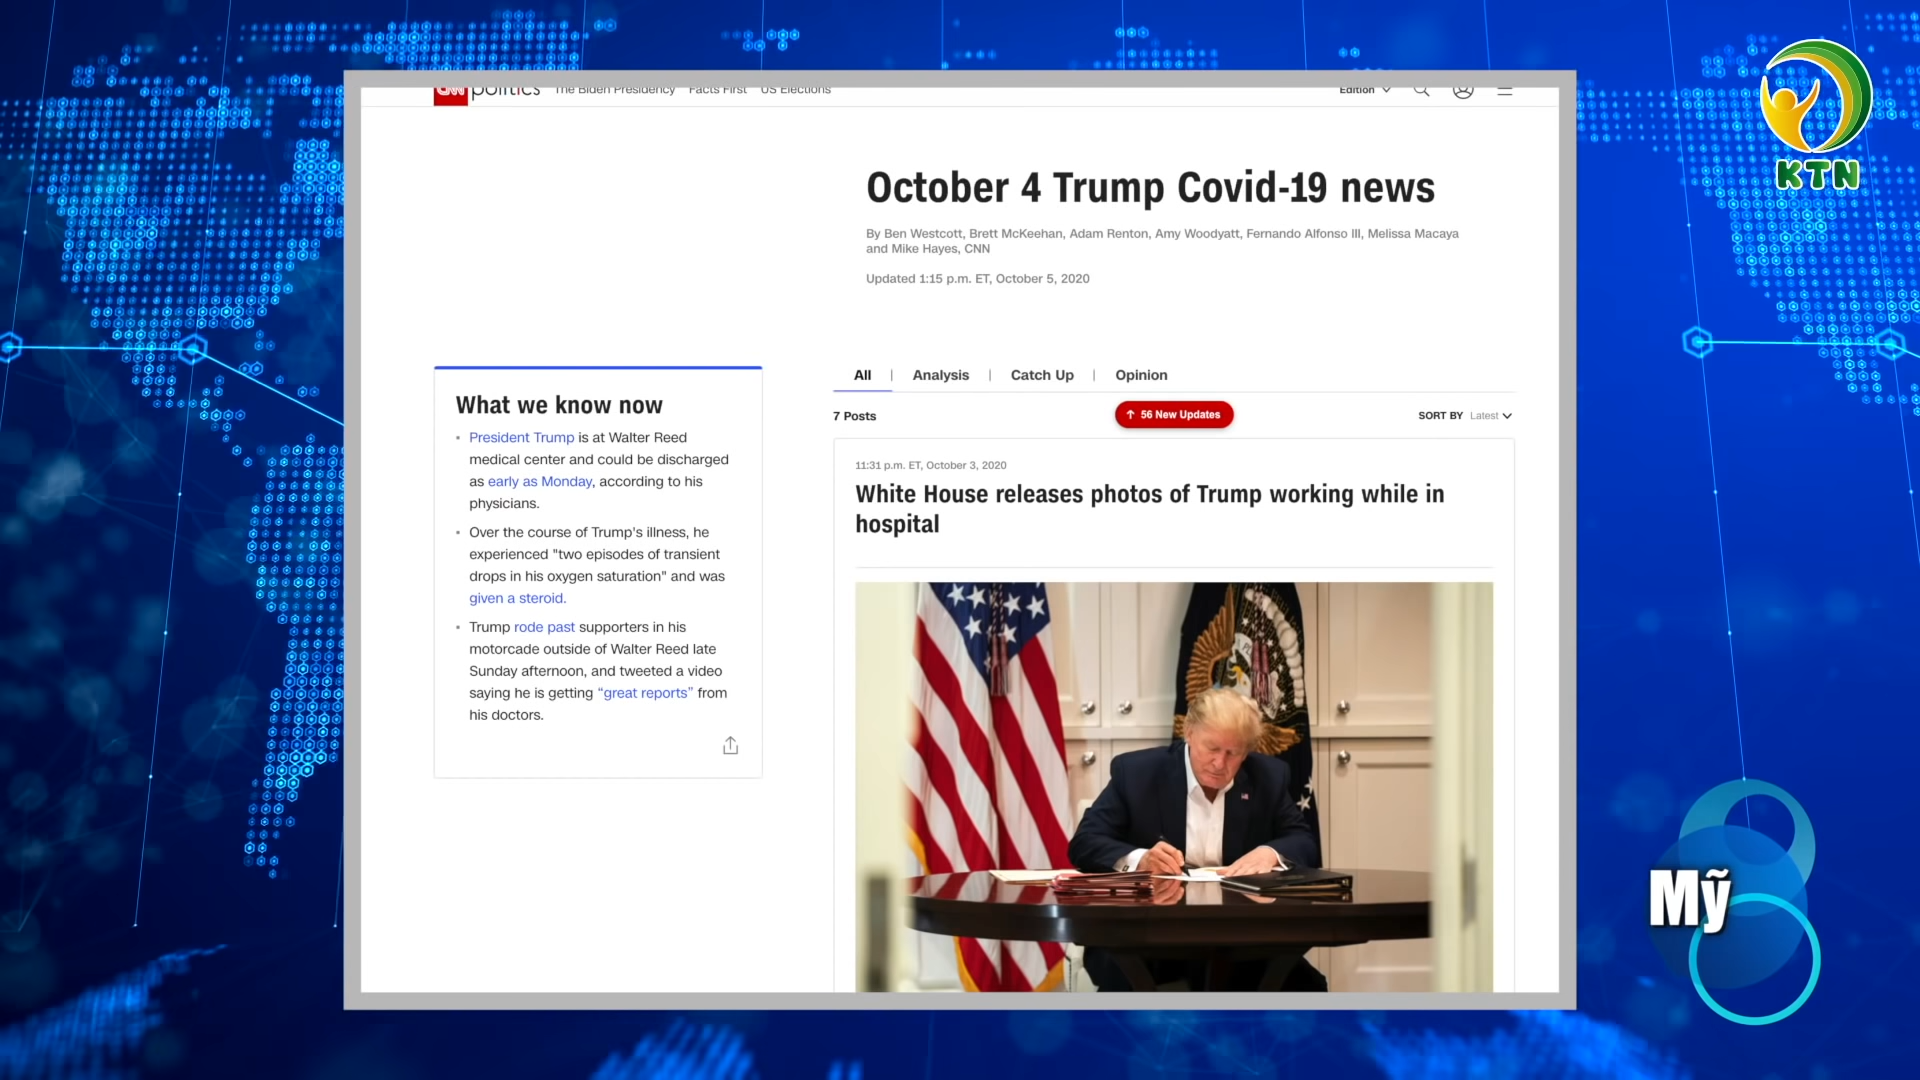 CNN politics The Biden Presidency Facts First US Elections Edition
KTN
October 4 Trump Covid-19 news
By Ben Westcott, Brett McKeehan, Adam Renton, Amy Woodyatt, Fernando Alfonso III, Melissa Macaya
and Mike Hayes, CNN
Updated 1:15 p.m. ET, October 5, 2020
What we know now
President Trump is at Walter Reed
medical center and could be discharged
as early as Monday, according to his
physicians.
Over the course of Trump's illness, he
experienced "two episodes of transient
drops in his oxygen saturation" and was
given a steroid.
Trump rode past supporters in his
motorcade outside of Walter Reed late
Sunday afternoon, and tweeted a video
saying he is getting “great reports” from
his doctors.
All | Analysis | Catch Up | Opinion
7 Posts
56 New Updates
SORT BY Latest
11:31 p.m. ET, October 3, 2020
White House releases photos of Trump working while in
hospital
Mỹ